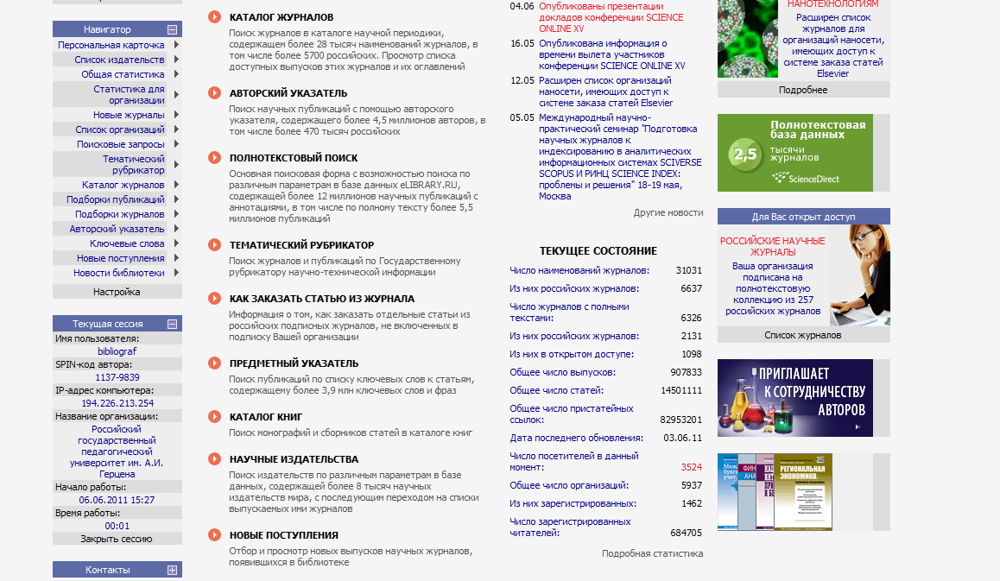 Навигатор
Персональная карточка
Список издательств
Общая статистика
Статистика для
организации
Новые журналы
Список организаций
Поисковые запросы
Тематический
рубрикатор
Каталог журналов
Подборки публикаций
Подборки журналов
Авторский указатель
Ключевые слова
Новые поступления
Новости библиотеки
Настройка
Текущая сессия
Имя пользователя:
bibliograf
SPIN-код автора:
1137-9839
IP-адрес компьютера:
194.226.213.254
Название организации:
Российский
государственный
педагогический
университет им. А.И.
Герцена
Начало работы:
06.06.2011 15:27
Время работы:
00:01
Закрыть сессию
Контакты
КАТАЛОГ ЖУРНАЛОВ
Поиск журналов в каталоге научной периодики,
содержащем более 28 тысяч наименований журналов, в
том числе более 5700 российских. Просмотр списка
доступных выпусков этих журналов и их оглавлений
АВТОРСКИЙ УКАЗАТЕЛЬ
Поиск научных публикаций с помощью авторского
указателя, содержащего более 4,5 миллионов авторов, в
том числе более 470 тысяч российских
ПОЛНОТЕКСТОВЫЙ ПОИСК
Основная поисковая форма с возможностью поиска по
различным параметрам в базе данных eLIBRARY.RU,
содержащей более 12 миллионов научных публикаций с
аннотациями, в том числе по полному тексту более 5,5
миллионов публикаций
ТЕМАТИЧЕСКИЙ РУБРИКАТОР
Поиск журналов и публикаций по Государственному
рубрикатору научно-технической информации
КАК ЗАКАЗАТЬ СТАТЬЮ ИЗ ЖУРНАЛА
Информация о том, как заказать отдельные статьи из
российских подписных журналов, не включенных в
подписку Вашей организации
ПРЕДМЕТНЫЙ УКАЗАТЕЛЬ
Поиск публикаций по списку ключевых слов к статьям,
содержащему более 3,9 млн ключевых слов и фраз
КАТАЛОГ КНИГ
Поиск монографий и сборников статей в каталоге книг
НАУЧНЫЕ ИЗДАТЕЛЬСТВА
Поиск издательств по различным параметрам в базе
данных, содержащей более 8 тысяч научных
издательств мира, с последующим переходом на списки
выпускаемых ими журналов
НОВЫЕ ПОСТУПЛЕНИЯ
Отбор и просмотр новых выпусков научных журналов,
появившихся в библиотеке
04.06 Опубликованы презентации
докладов конференции SCIENCE
ONLINE XV
16.05 Опубликована информация о
времени вылета участников
конференции SCIENCE ONLINE XV
12.05 Расширен список организаций
наносети, имеющих доступ к
системе заказа статей Elsevier
05.05 Международный научно-
практический семинар "Подготовка
научных журналов к
индексированию в аналитических
информационных системах SCIVERSE
SCOPUS И РИНЦ SCIENCE INDEX:
проблемы и решения" 18-19 мая,
Москва
Другие новости
ТЕКУЩЕЕ СОСТОЯНИЕ
Число наименований журналов: 31031
Из них российских журналов: 6637
Число журналов с полными
текстами: 6326
Из них российских журналов: 2131
Из них в открытом доступе: 1098
Общее число выпусков: 907833
Общее число статей: 14501111
Общее число пристатейных
ссылок: 82953201
Дата последнего обновления: 03.06.11
Число посетителей в данный
момент: 3524
Общее число организаций: 5937
Из них зарегистрированных: 1462
Число зарегистрированных
читателей: 684705
Подробная статистика
НАНОТЕХНОЛОГИЯМ
Расширен список
журналов для
организаций наносети,
имеющих доступ к
системе заказа статей
Elsevier
Подробнее
Полнотекстовая
база данных
2,5 тысячи
журналов
ScienceDirect
Для Вас открыт доступ
РОССИЙСКИЕ НАУЧНЫЕ
ЖУРНАЛЫ
Ваша организация
подписана на
полнотекстовую
коллекцию из 257
российских журналов
Список журналов
ПРИГЛАШАЕТ
К СОТРУДНИЧЕСТВУ
АВТОРОВ
РЕГИОНАЛЬНАЯ
ЭКОНОМИКА: